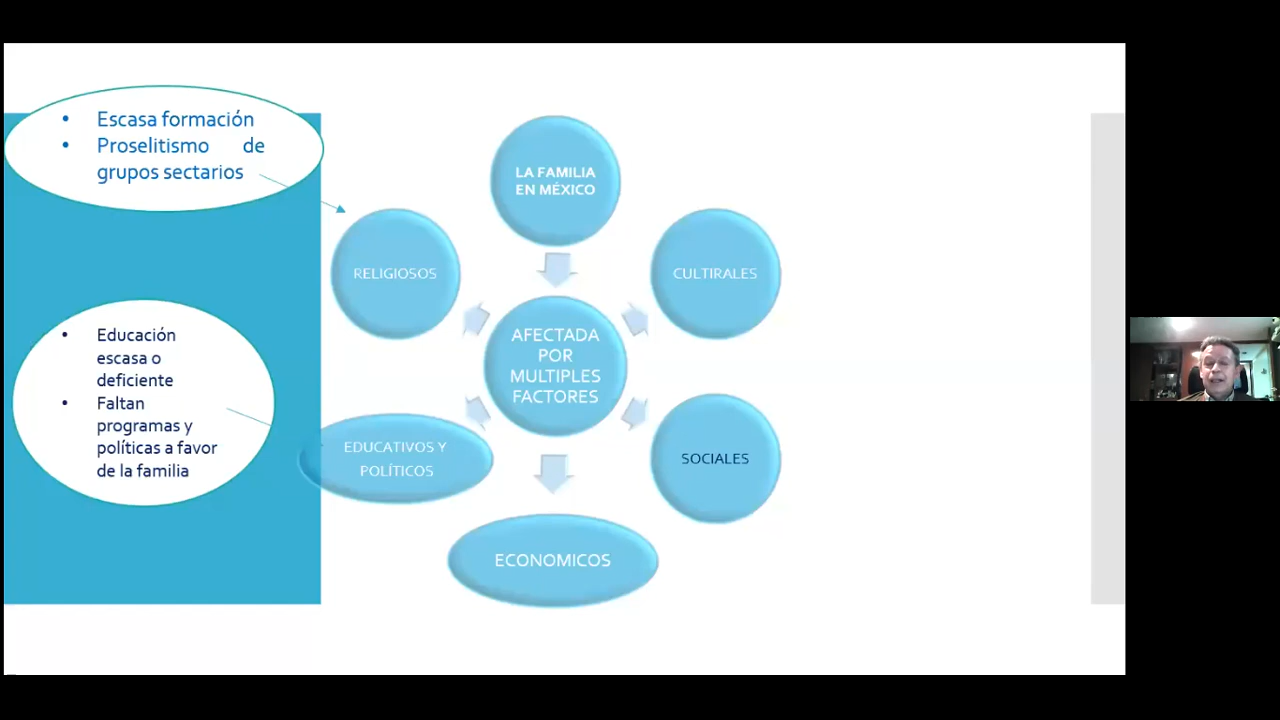 • Escasa formación
• Proselitismo de
grupos sectarios
• Educación
escasa o
deficiente
• Faltan
programas y
políticas a favor
de la familia
LA FAMILIA
EN MÉXICO
RELIGIOSOS
CULTIRALES
AFECTADA
POR
MULTIPLES
FACTORES
EDUCATIVOS Y
POLÍTICOS
SOCIALES
ECONOMICOS